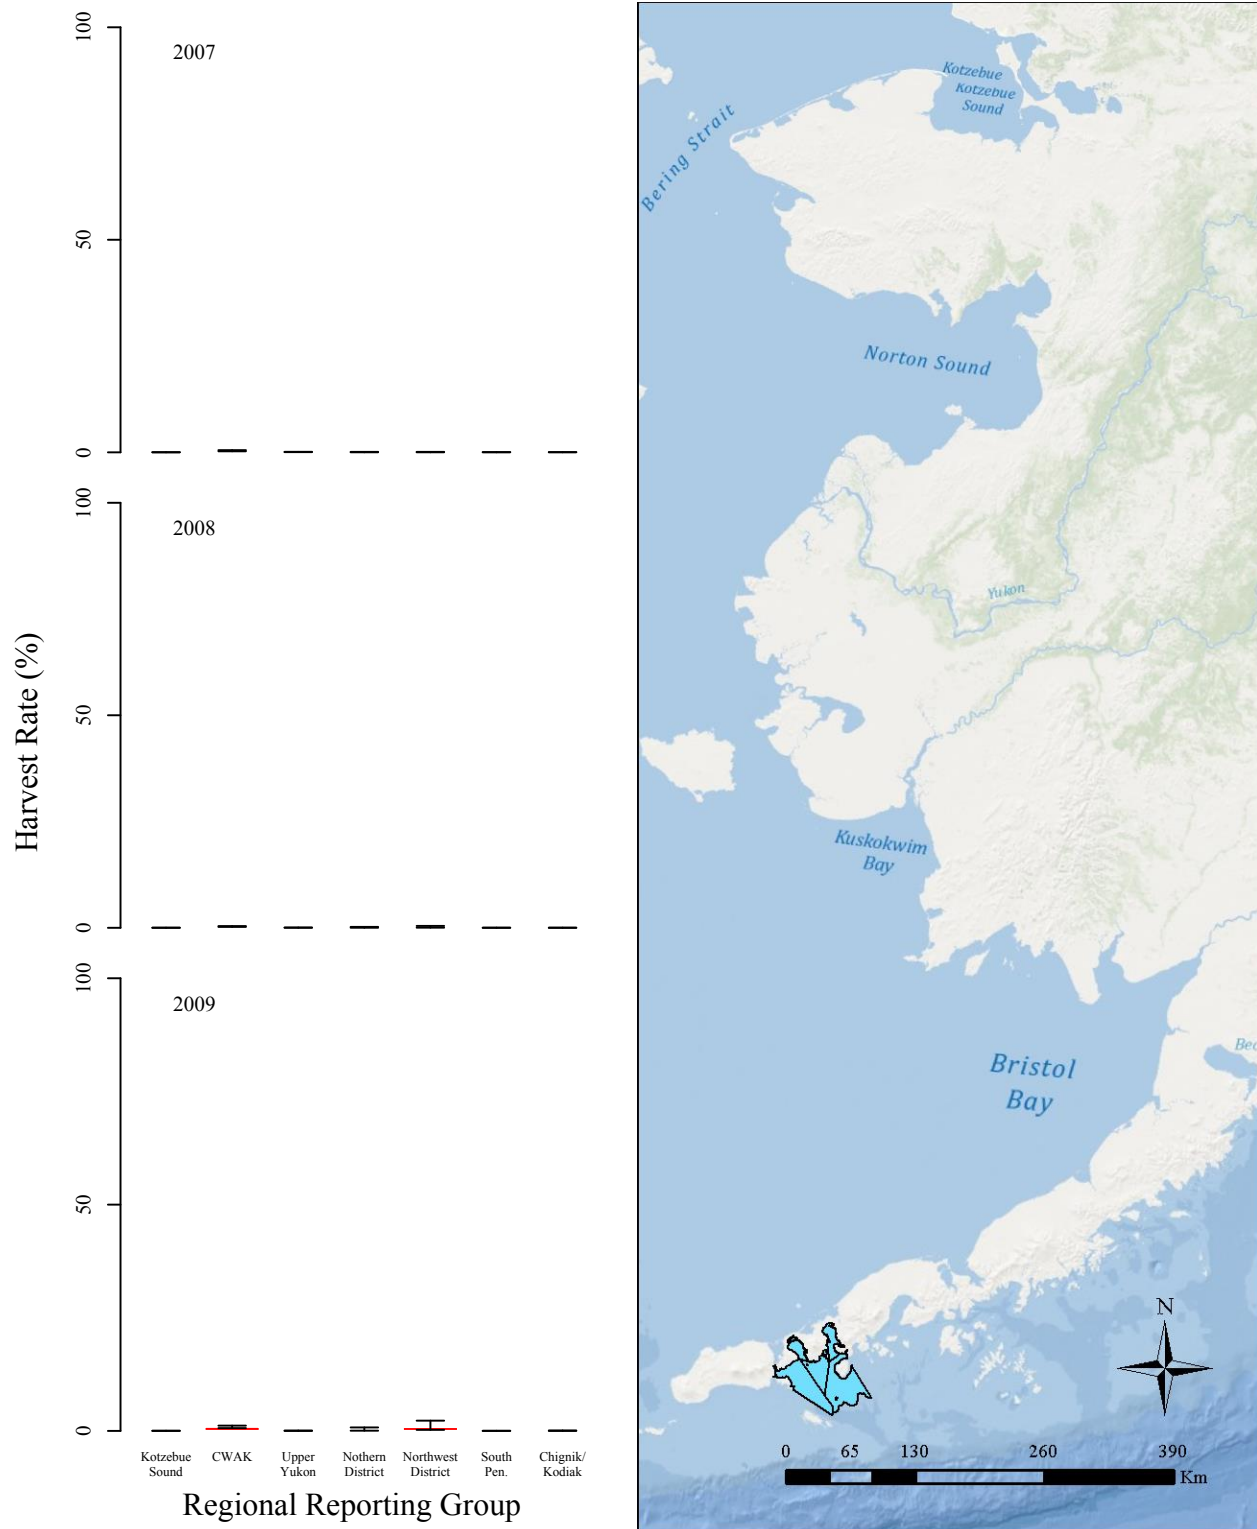 Harvest Rate (%)
100
2007
50
0
100
2008
50
0
100
2009
50
0
Kotzebue
Sound
CWAK
Upper
Yukon
Nothern
District
Northwest
District
South
Pen.
Chignik/
Kodiak
Regional Reporting Group
Kotzebue
Kotzebue
Sound
Bering Strait
Norton Sound
Yukon
Kuskokwim
Bay
Bristol
Bay
N
0 65 130 260 390
Km